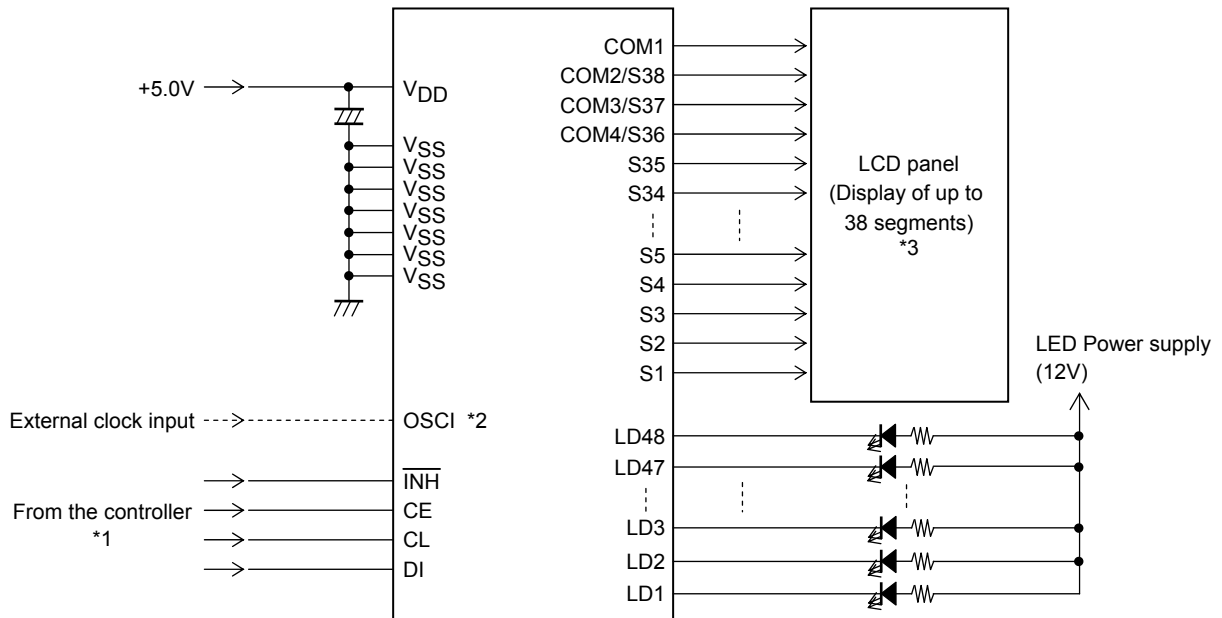 +5.0V
VDD
VSS
VSS
VSS
VSS
VSS
VSS
VSS
External clock input
OSCI *2
From the controller
*1
INH
CE
CL
DI
COM1
COM2/S38
COM3/S37
COM4/S36
S35
S34
S5
S4
S3
S2
S1
LCD panel
(Display of up to
38 segments)
*3
LED Power supply
(12V)
LD48
LD47
LD3
LD2
LD1